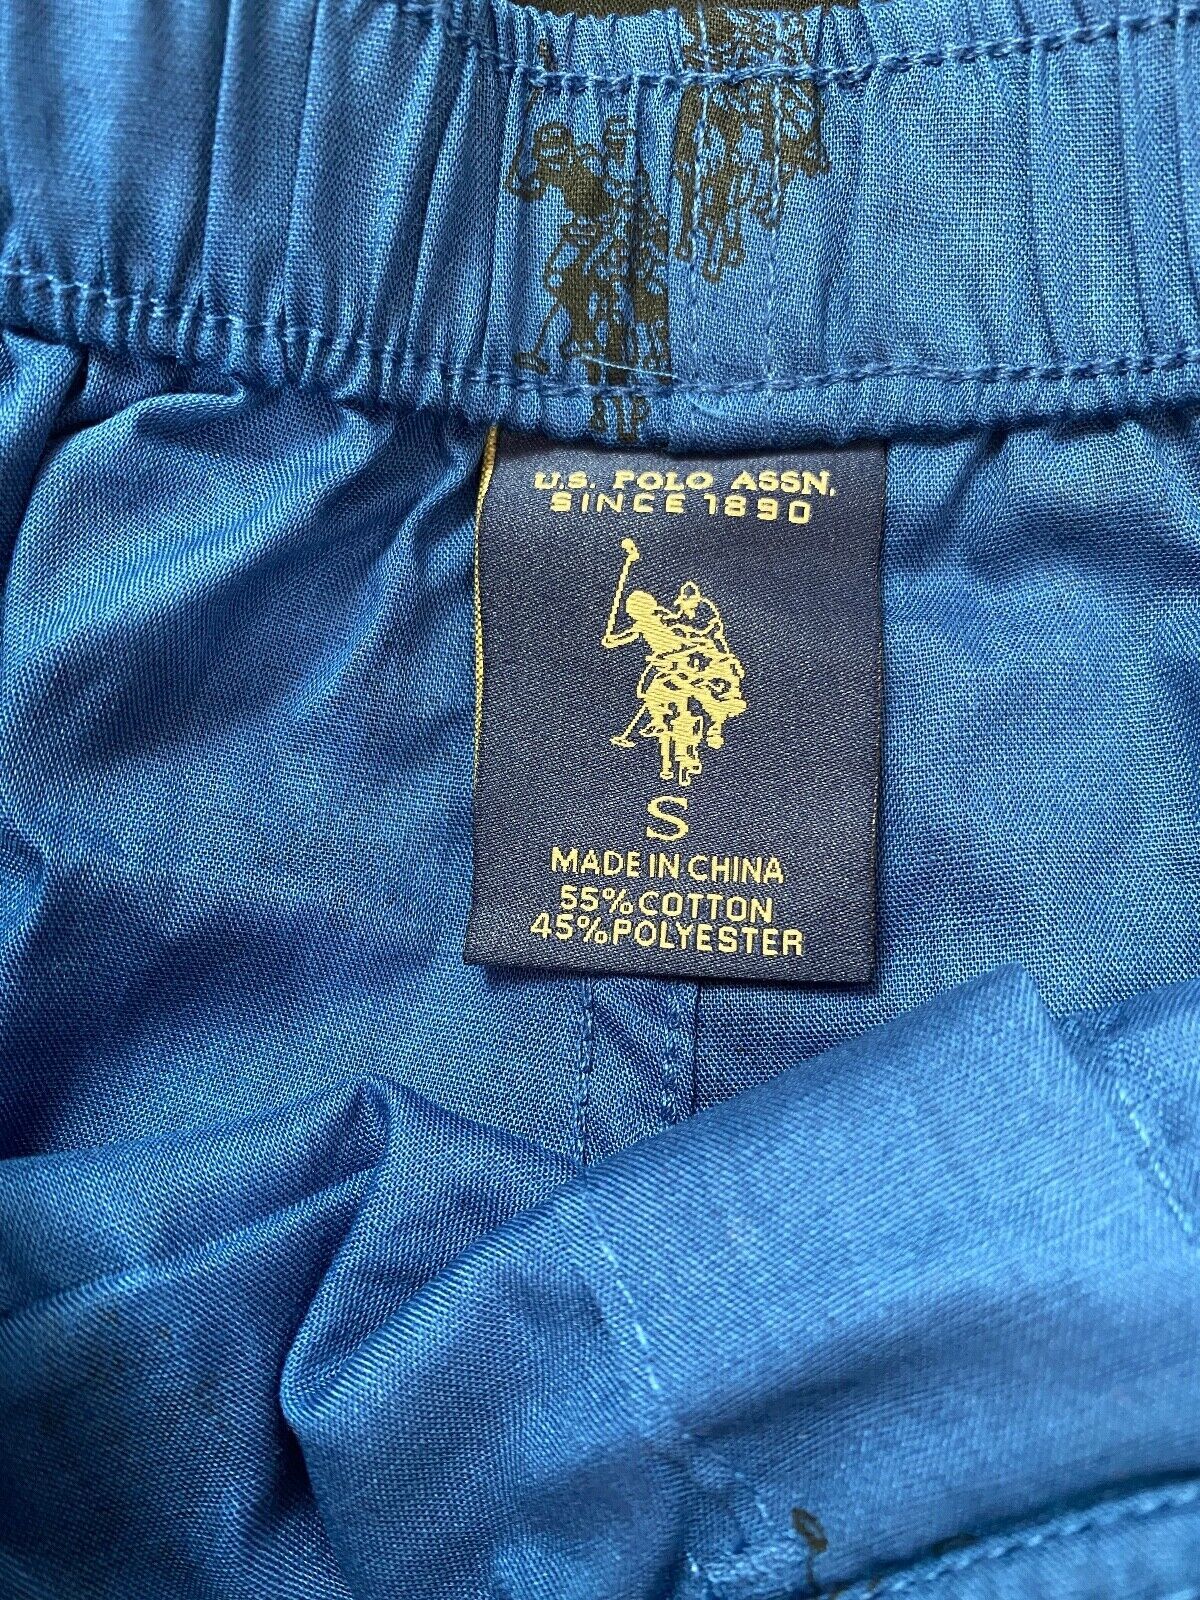 U.S. POLO ASSN.
SINCE 1890
S
MADE IN CHINA
55% COTTON
45% POLYESTER